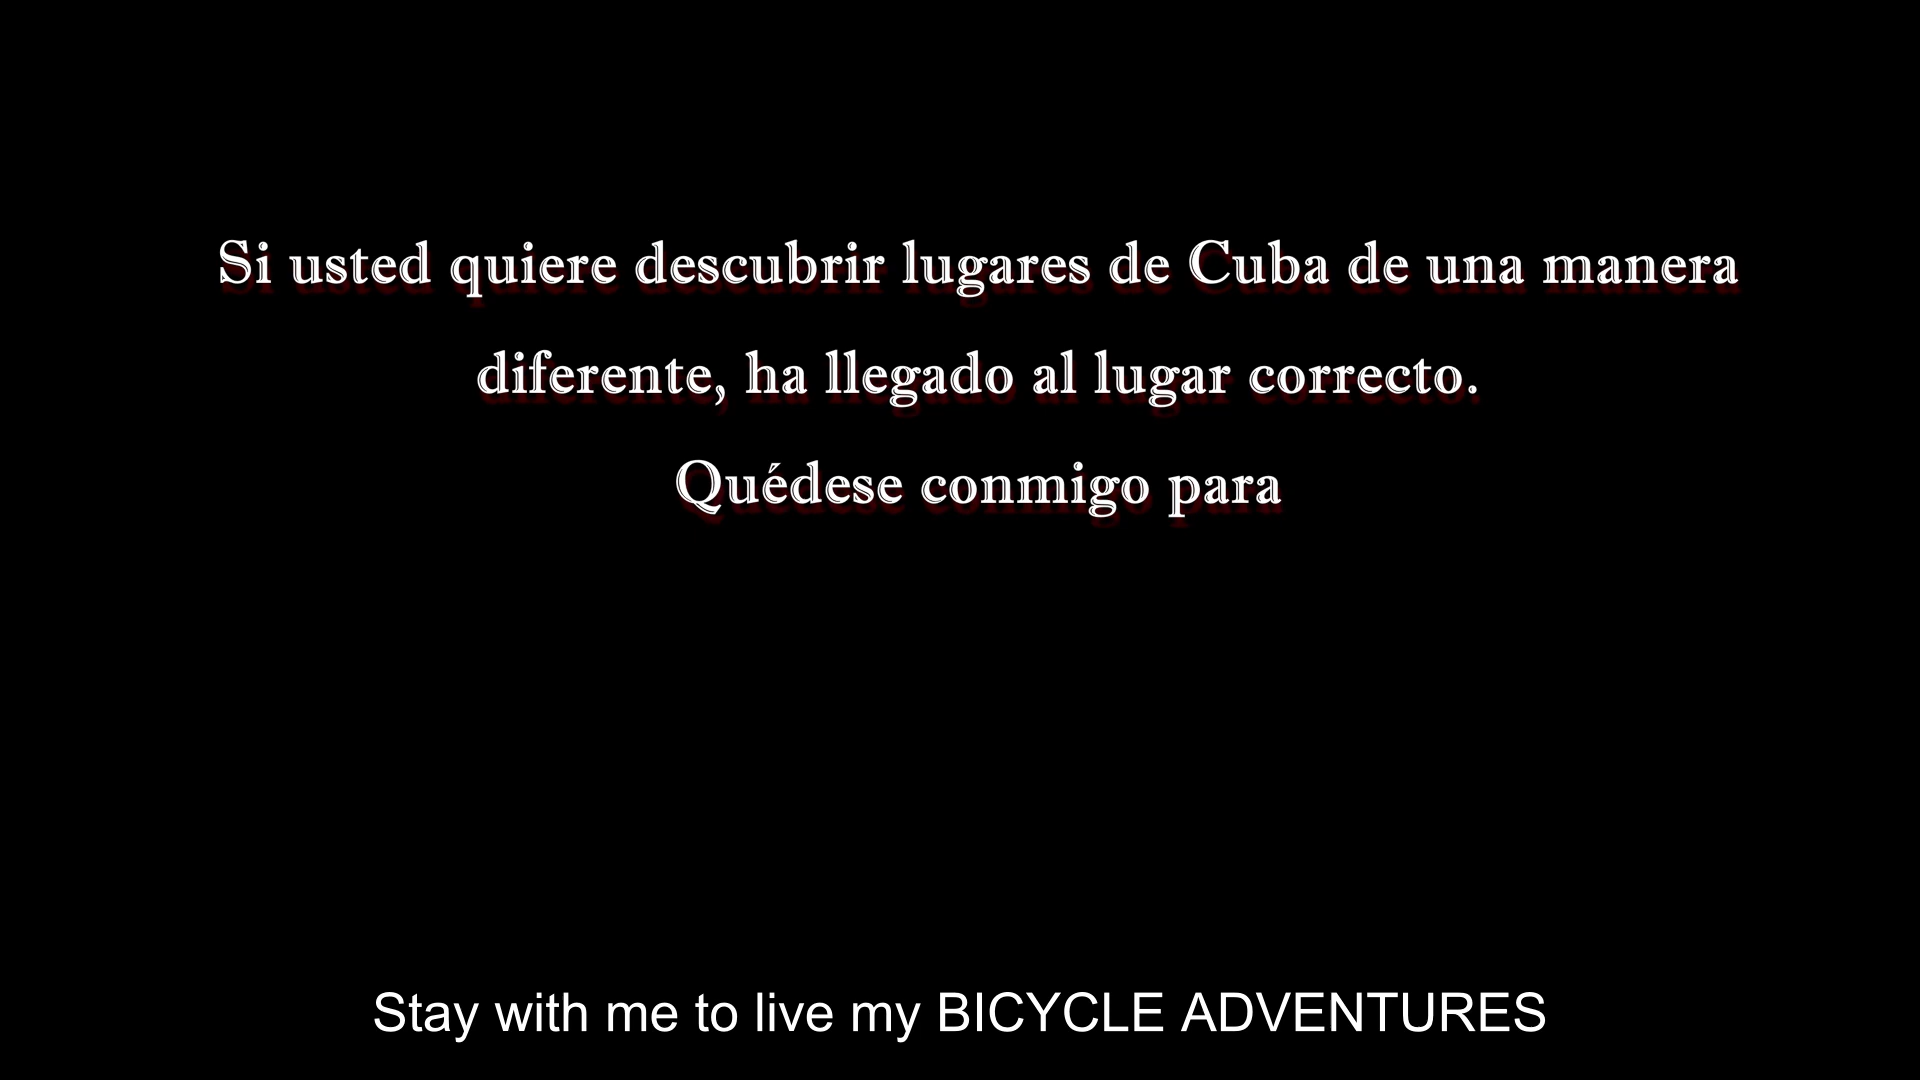 Si usted quiere descubrir lugares de Cuba de una manera
diferente, ha llegado al lugar correcto.
Quédese conmigo para
Stay with me to live my BICYCLE ADVENTURES